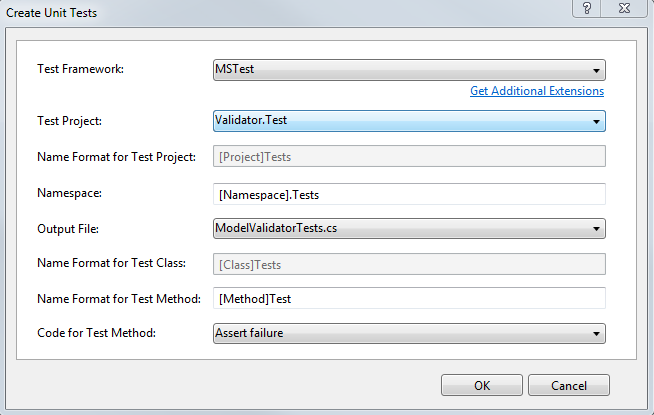 Create Unit Tests
?
Test Framework: MSTest
Get Additional Extensions
Test Project: Validator.Test
Name Format for Test Project: [Project]Tests
Namespace: [Namespace].Tests
Output File: ModelValidatorTests.cs
Name Format for Test Class: [Class]Tests
Name Format for Test Method: [Method]Test
Code for Test Method: Assert failure
OK Cancel